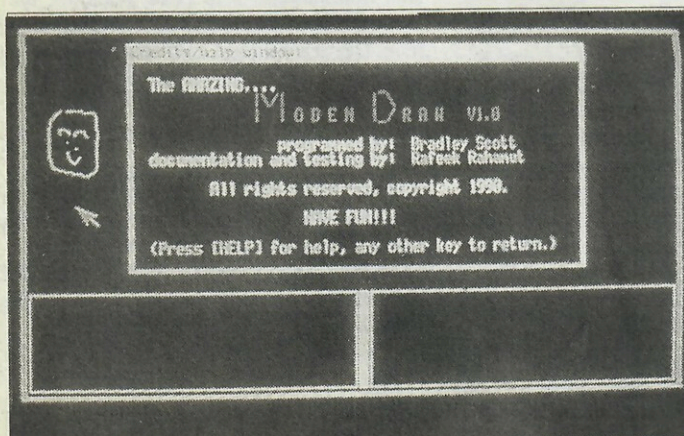 Credits/help window:
The AMAZING....
MODEM DRAW V1.0
programmed by: Bradley Scott
documentation and testing by: Rafeek Rahamut
All rights reserved, copyright 1990.
HAVE FUN!!!
(Press [HELP] for help, any other key to return.)